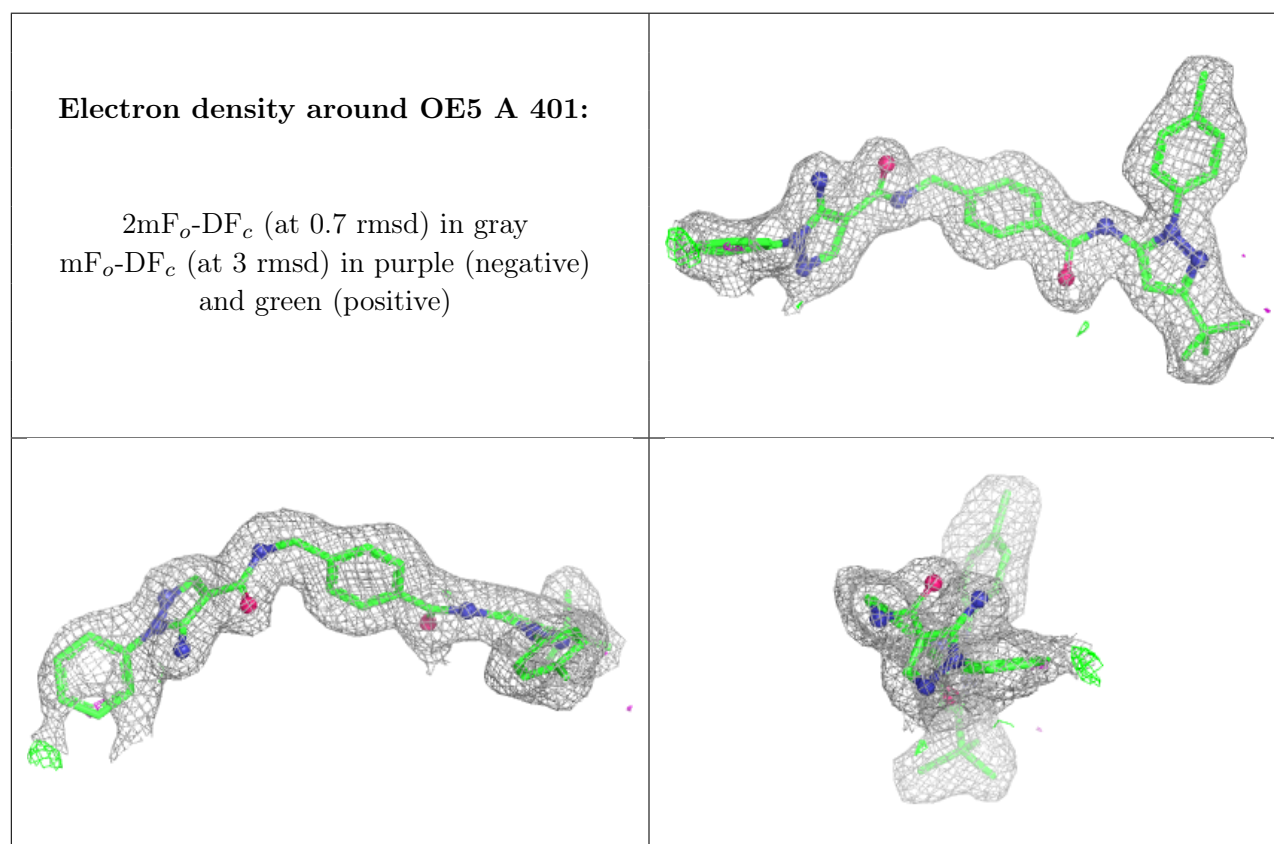 Electron density around OE5 A 401:
2mFo-DFc (at 0.7 rmsd) in gray
mFo-DFc (at 3 rmsd) in purple (negative)
and green (positive)